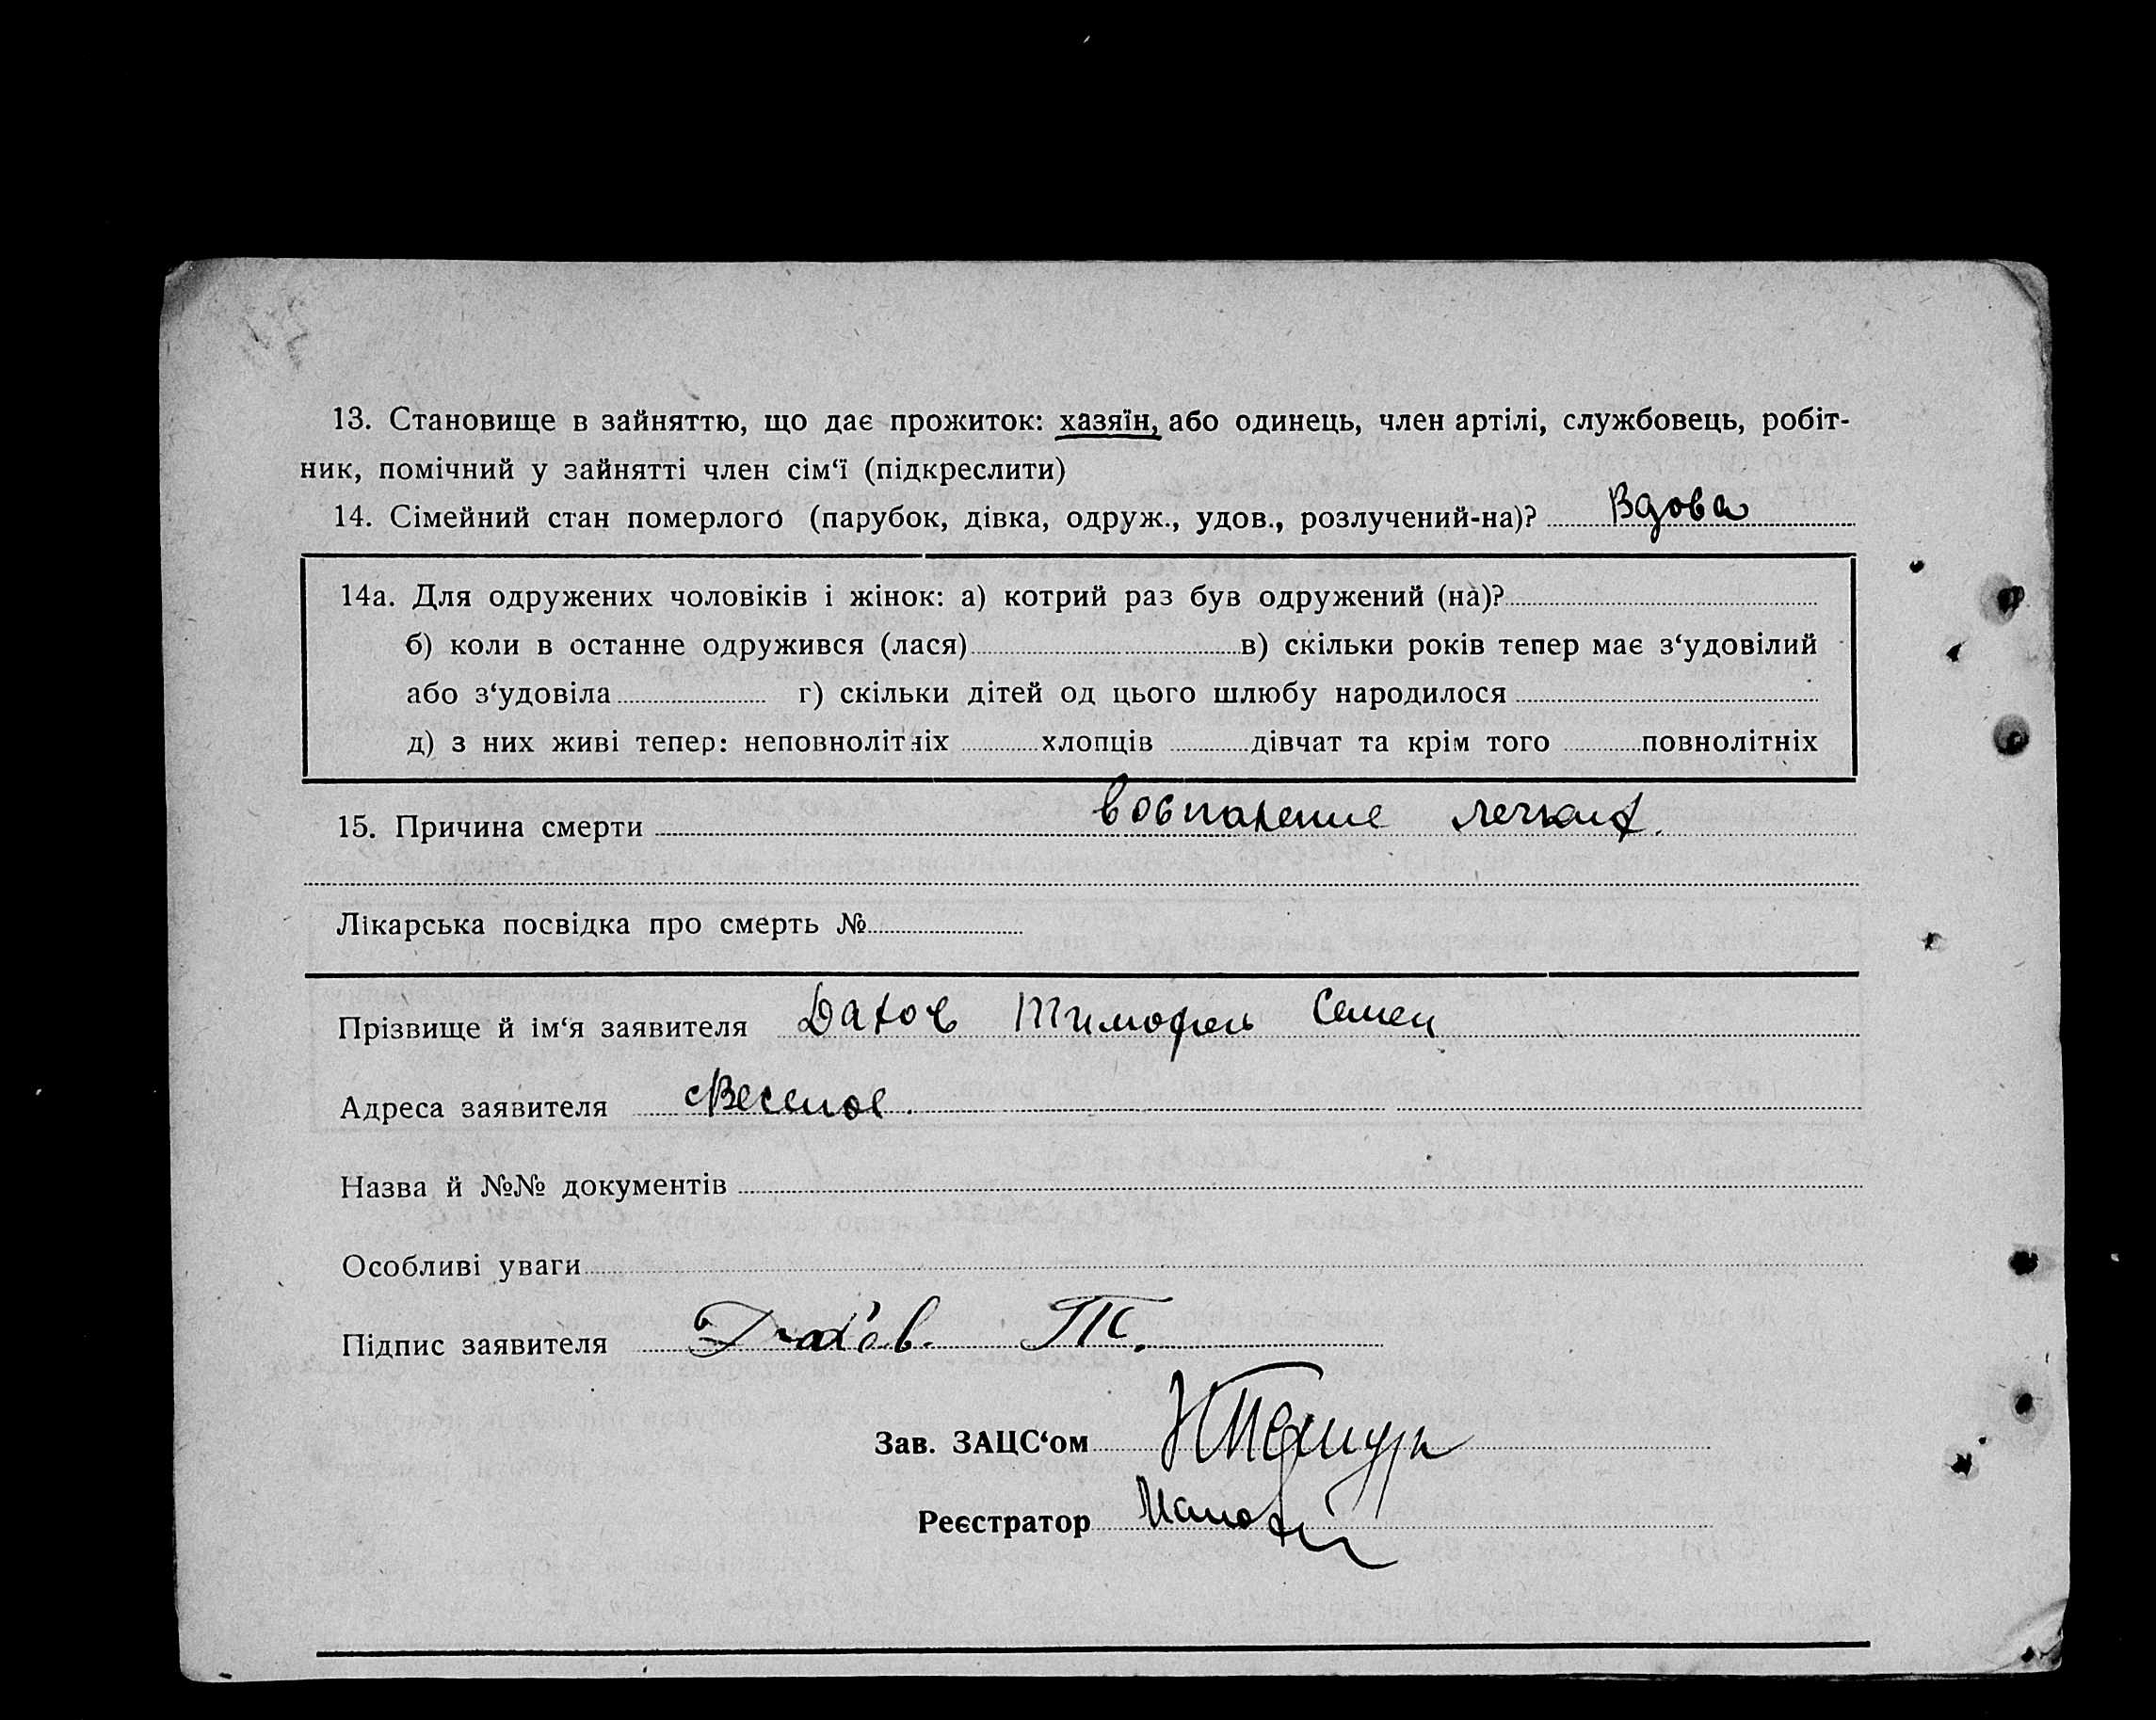 13. Становище в зайняттю, що дає прожиток: хазяїн, або одинець, член артілі, службовець, робіт-
ник, помічний у зайнятті член сім‘ї (підкреслити)
14. Сімейний стан померлого (парубок, дівка, одруж., удов., розлучений-на)? Вдова
14а. Для одружених чоловіків і жінок: а) котрий раз був одружений (на)?
б) коли в останне одружився (лася) в) скільки років тепер має з‘удовілий
або з‘удовіла г) скільки дітей од цього шлюбу народилося
д) з них живі тепер: неповнолітніх хлопців дівчат та крім того повнолітніх
15. Причина смерти воспаление легких.
Лікарська посвідка про смерть №
Прізвище й ім‘я заявителя Дахов Тимофей Семен
Адреса заявителя с Веселое.
Назва й №№ документів
Особливі уваги
Підпис заявителя Дахов. Т.С.
Зав. ЗАЦС‘ом
Реєстратор